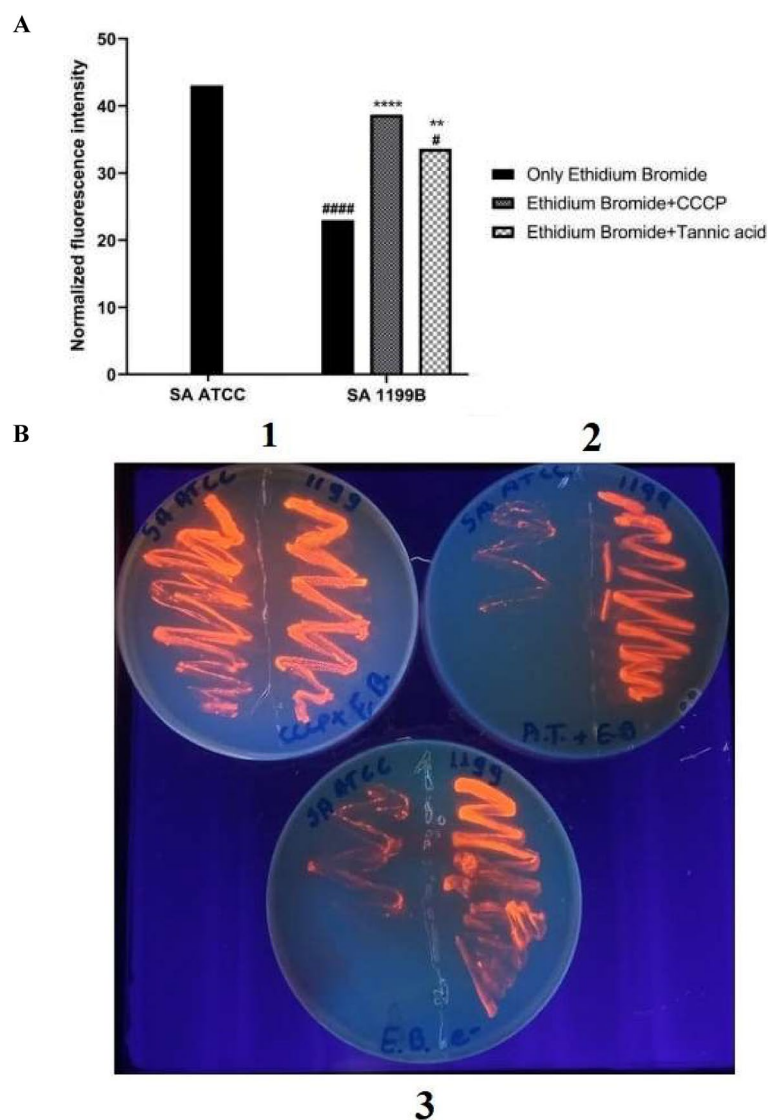 A
Normalized fluorescence intensity
50
40
30
20
10
0
####
****
**
#
SA ATCC
SA 1199B
Only Ethidium Bromide
Ethidium Bromide+CCCP
Ethidium Bromide+Tannic acid
B
1
2
SA ATCC
1199
E.B.
SA ATCC
1199
A.T. + E.B
SA ATCC
1199
E.B.
3